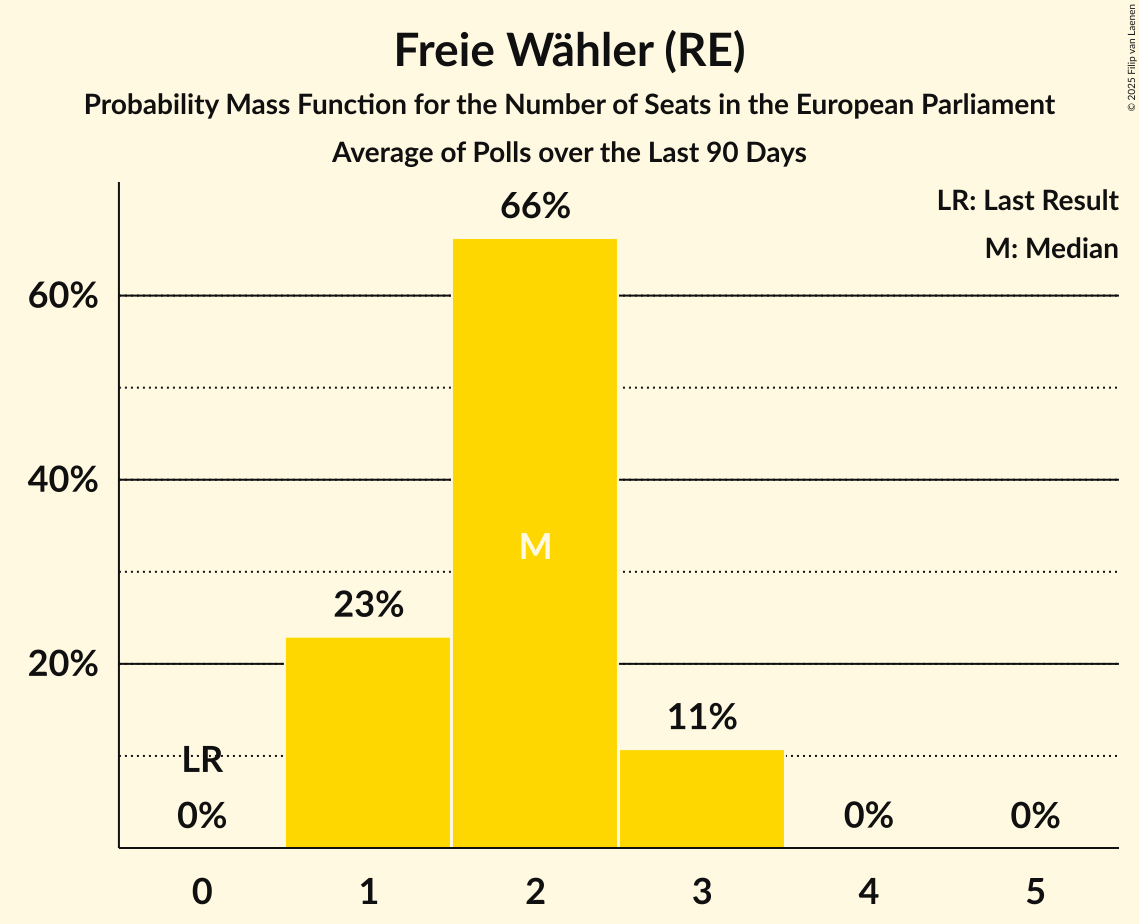 Freie Wähler (RE)
Probability Mass Function for the Number of Seats in the European Parliament
Average of Polls over the Last 90 Days
© 2025 Filip van Laenen
LR: Last Result
M: Median
66%
60%
40%
M
23%
20%
11%
LR
0%
0%
0%
0 1 2 3 4 5